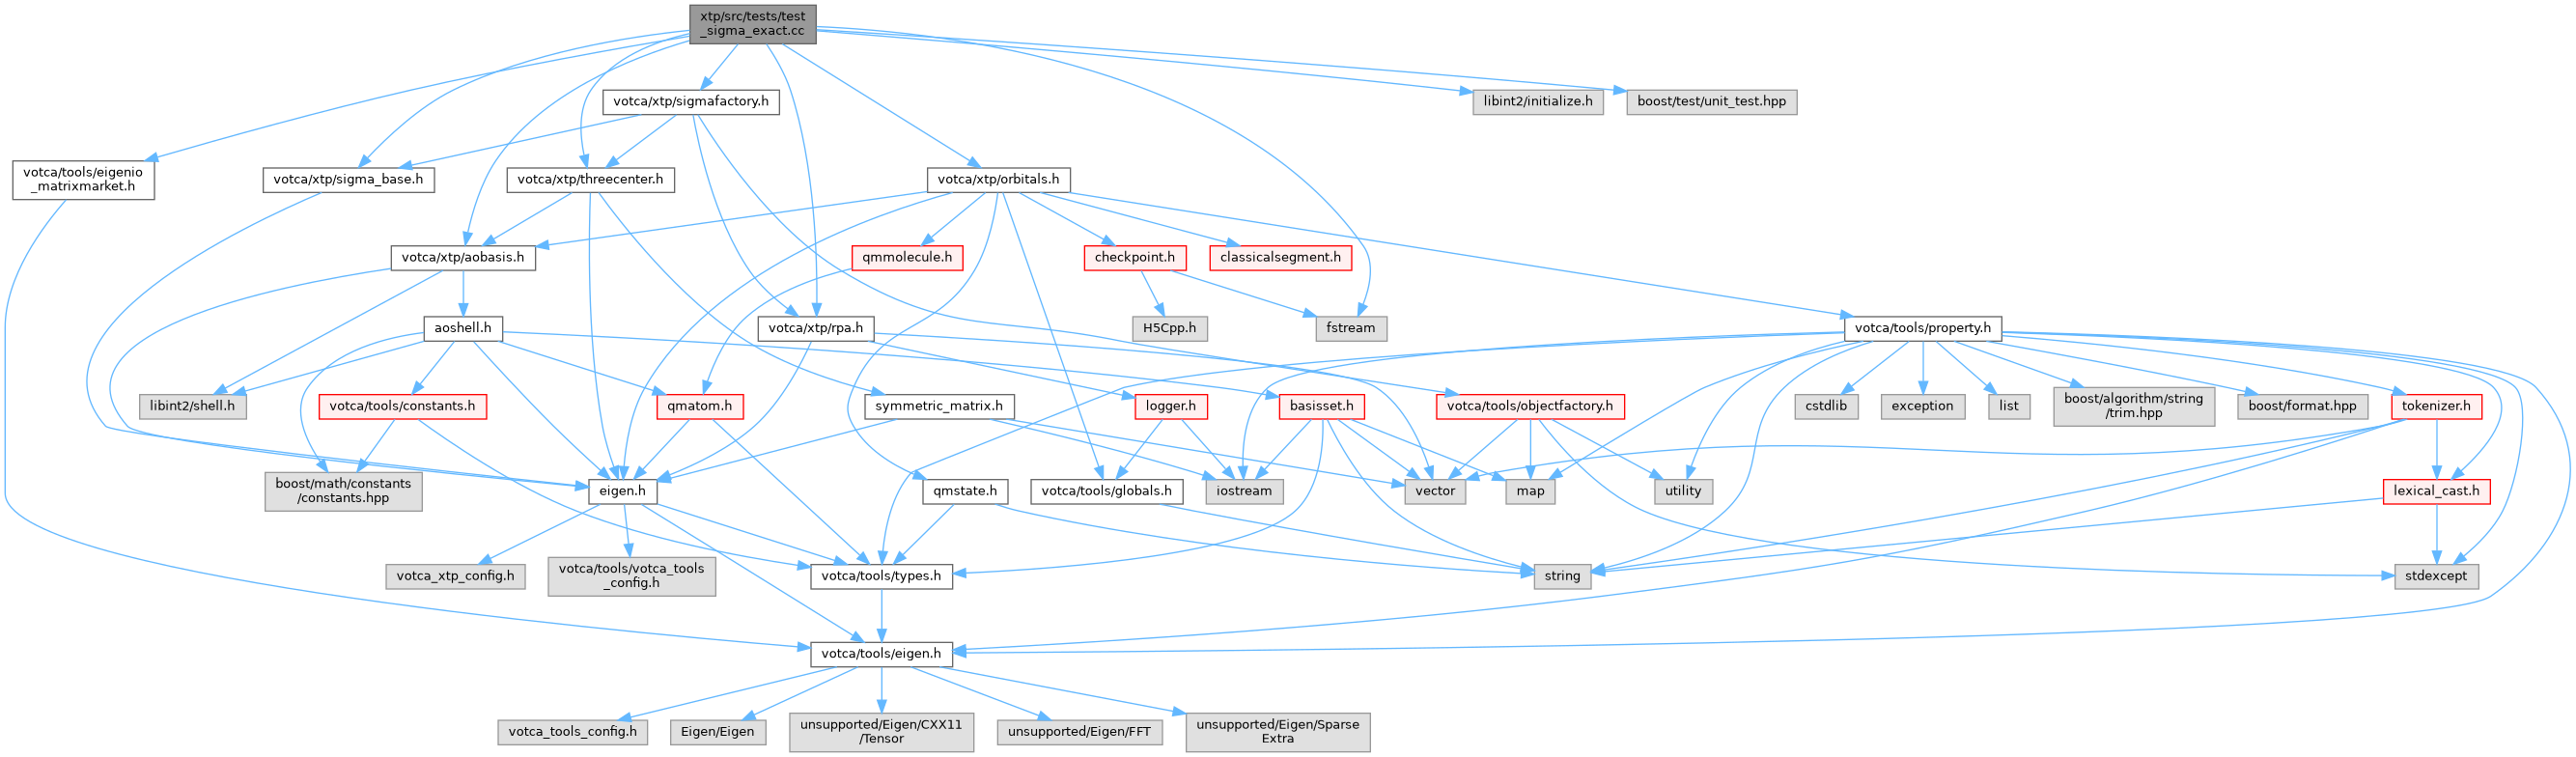 xtp/src/tests/test
_sigma_exact.cc
votca/xtp/sigmafactory.h
libint2/initialize.h
boost/test/unit_test.hpp
votca/tools/eigenio
_matrixmarket.h
votca/xtp/sigma_base.h
votca/xtp/threecenter.h
votca/xtp/orbitals.h
votca/xtp/aobasis.h
qmmolecule.h
checkpoint.h
classicalsegment.h
aoshell.h
votca/xtp/rpa.h
H5Cpp.h
fstream
votca/tools/property.h
libint2/shell.h
votca/tools/constants.h
qmatom.h
symmetric_matrix.h
logger.h
basisset.h
votca/tools/objectfactory.h
cstdlib
exception
list
boost/algorithm/string
/trim.hpp
boost/format.hpp
tokenizer.h
boost/math/constants
/constants.hpp
eigen.h
qmstate.h
votca/tools/globals.h
iostream
vector
map
utility
lexical_cast.h
votca_xtp_config.h
votca/tools/votca_tools
_config.h
votca/tools/types.h
string
stdexcept
votca/tools/eigen.h
votca_tools_config.h
Eigen/Eigen
unsupported/Eigen/CXX11
/Tensor
unsupported/Eigen/FFT
unsupported/Eigen/Sparse
Extra